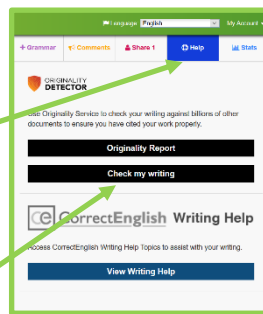 Language English My Account
+ Grammar Comments Share 1 Help Stats
ORIGINALITY
DETECTOR
Use Originality Service to check your writing against billions of other
documents to ensure you have cited your work properly.
Originality Report
Check my writing
ce CorrectEnglish Writing Help
Access CorrectEnglish Writing Help Topics to assist with your writing.
View Writing Help